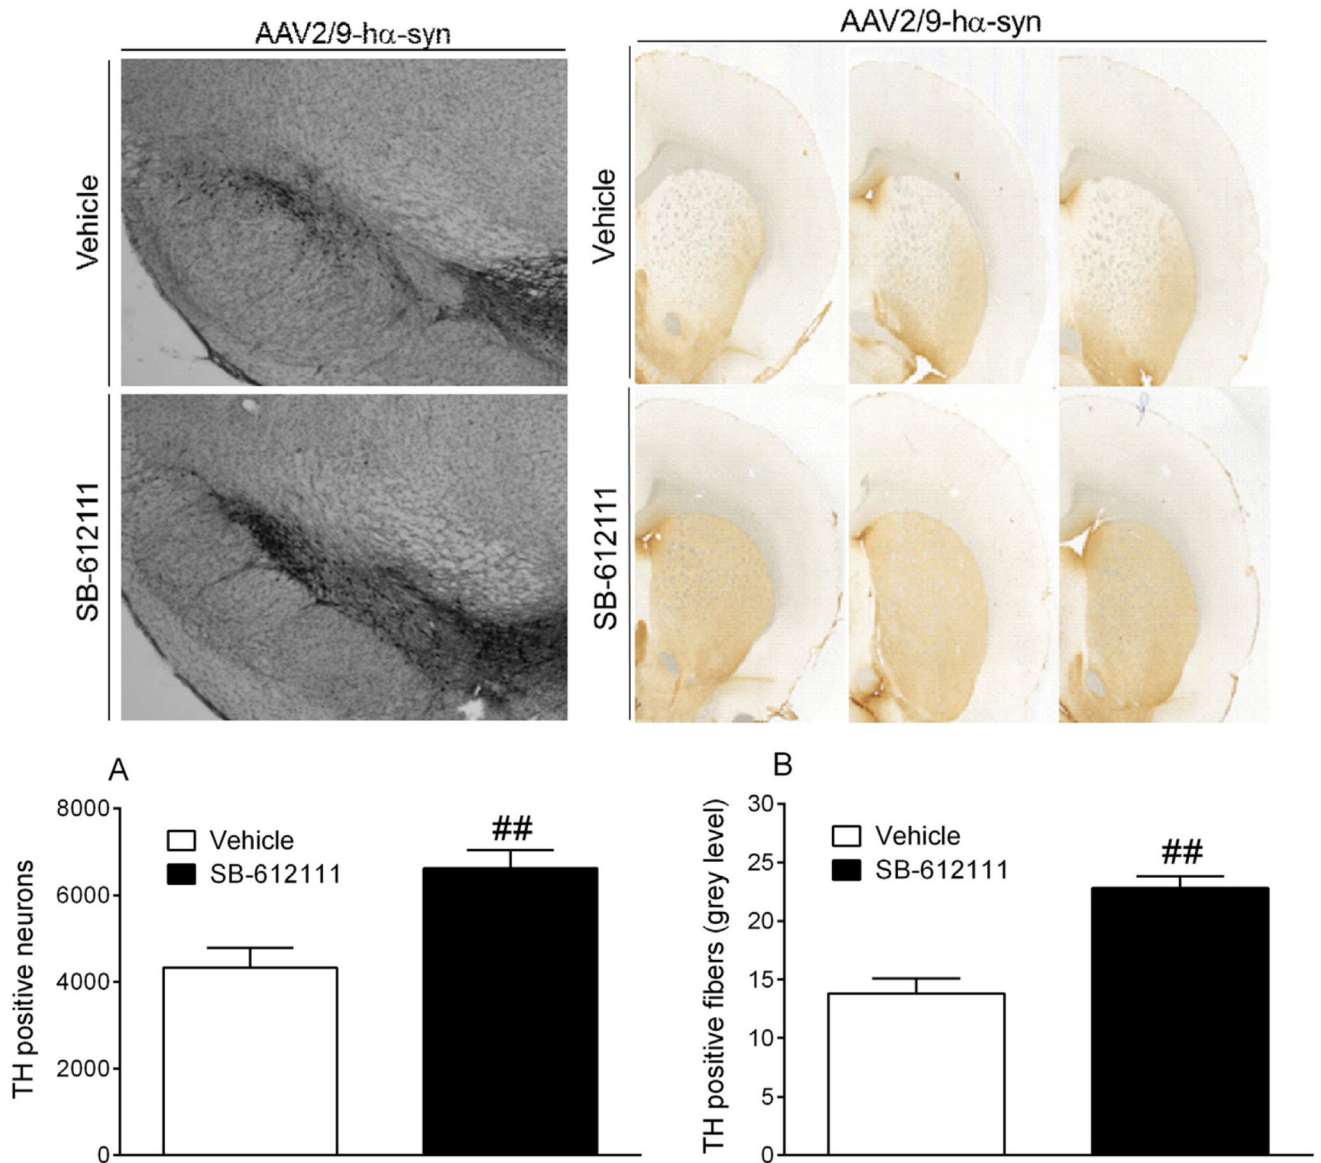 AAV2/9-hα-syn
AAV2/9-hα-syn
Vehicle
Vehicle
SB-612111
SB-612111
A
TH positive neurons
8000
6000
4000
2000
0
Vehicle
SB-612111
##
B
TH positive fibers (grey level)
30
25
20
15
10
5
0
Vehicle
SB-612111
##